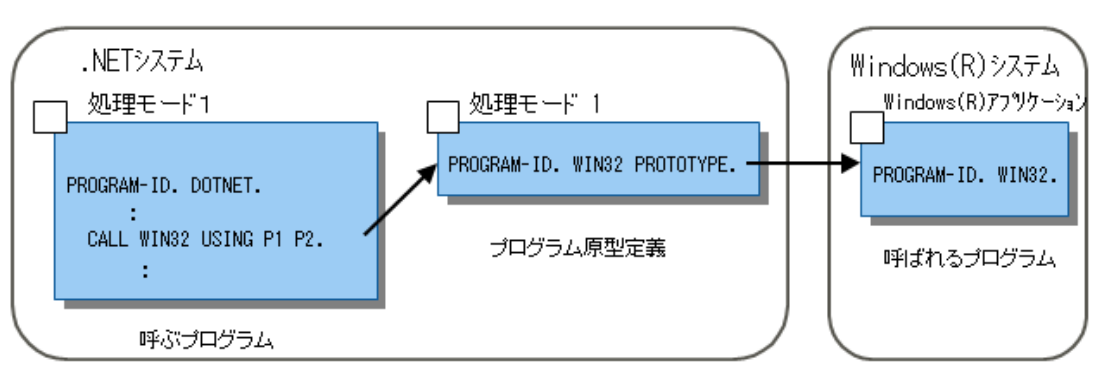 .NETシステム
処理モード1
PROGRAM-ID. DOTNET.
:
CALL WIN32 USING P1 P2.
:
呼ぶプログラム
処理モード 1
PROGRAM-ID. WIN32 PROTOTYPE.
プログラム原型定義
Windows(R)システム
Windows(R)アプリケーション
PROGRAM-ID. WIN32.
呼ばれるプログラム